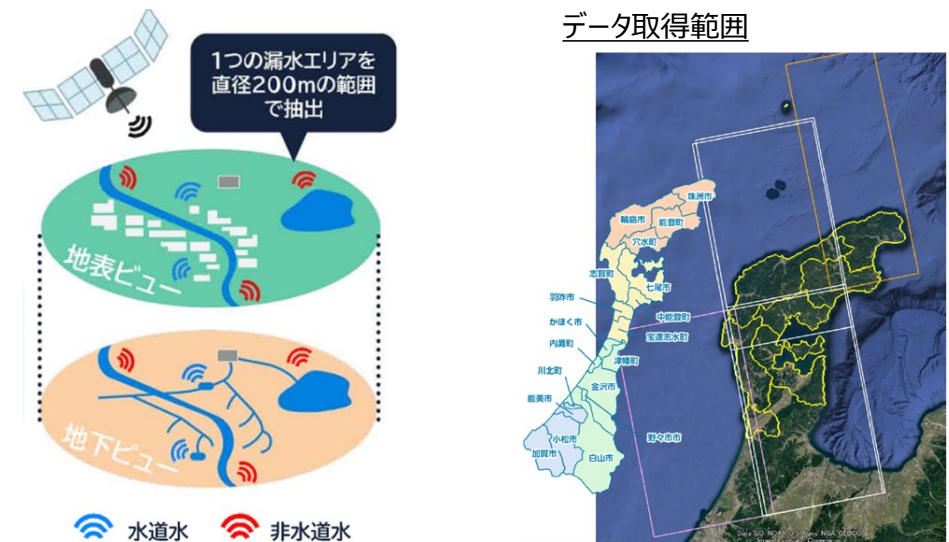 1つの漏水エリアを
直径200mの範囲
で抽出
地表ビュー
地下ビュー
水道水
非水道水
データ取得範囲
珠洲市
輪島市
能登町
穴水町
志賀町
七尾市
羽咋市
中能登町
かほく市
宝達志水町
内灘町
津幡町
川北町
金沢市
能美市
小松市
野々市市
加賀市
白山市